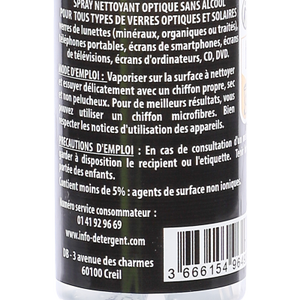 SPRAY NETTOYANT OPTIQUE SANS ALCOOL
POUR TOUS TYPES DE VERRES OPTIQUES ET SOLAIRES
verres de lunettes (minéraux, organiques ou traités),
téléphones portables, écrans de smartphones, écrans
de télévisions, écrans d'ordinateurs, CD, DVD.
MODE D'EMPLOI : Vaporiser sur la surface à nettoyer
et essuyer délicatement avec un chiffon propre, sec
et non pelucheux. Pour de meilleurs résultats, vous
pouvez utiliser un chiffon microfibres. Bien
respecter les notices d'utilisation des appareils.
PRÉCAUTIONS D'EMPLOI : En cas de consultation d'un
garder à disposition le recipient ou l'etiquette.
portée des enfants.
Contient moins de 5% : agents de surface non ioniques.
Numéro service consommateur :
01 41 92 96 69
www.info-detergent.com
DB - 3 avenue des charmes
60100 Creil
3 666154 96